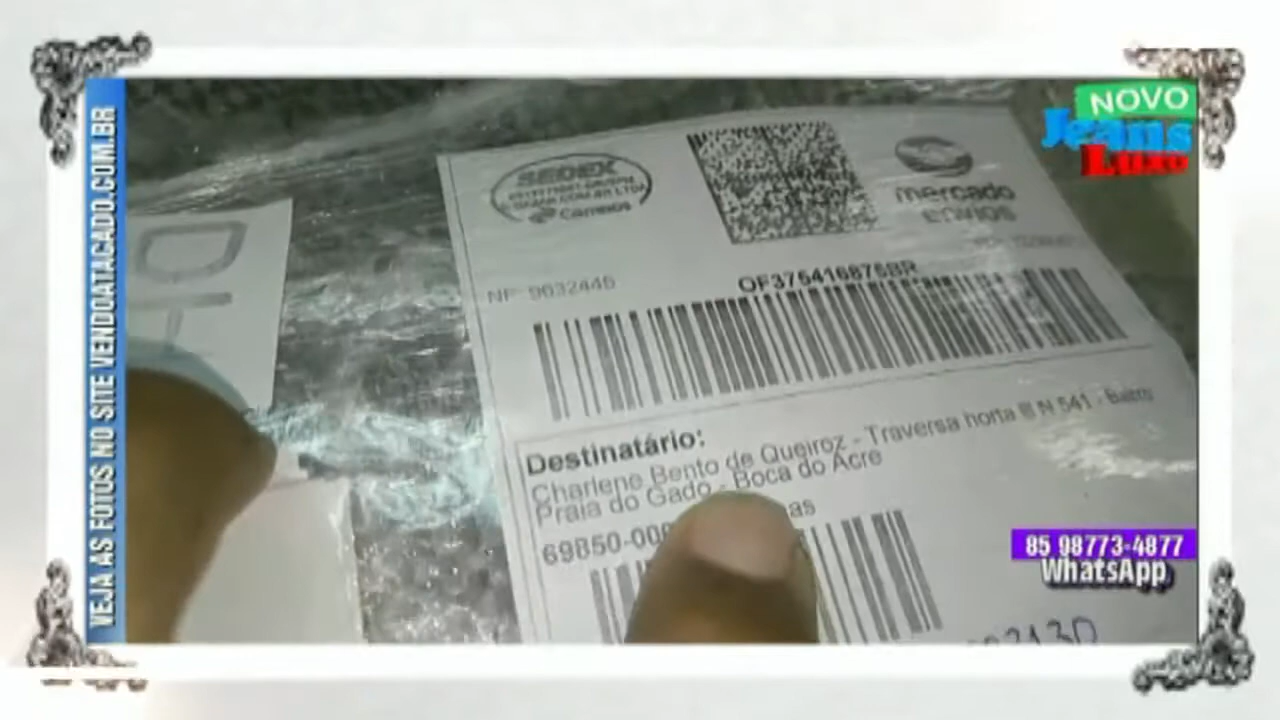 VEJA AS FOTOS NO SITE VENDOATACADO.COM.BR
NOVO
Jeans
Luxo
SEDEX
Correios
mercado
envios
NF: 9632446
OF375416876BR
Destinatário:
Charlene Bento de Queiroz - Traversa horta III N 541 - Bairro
Praia do Gado - Boca do Acre
69850-00
as
85 98773-4877
WhatsApp